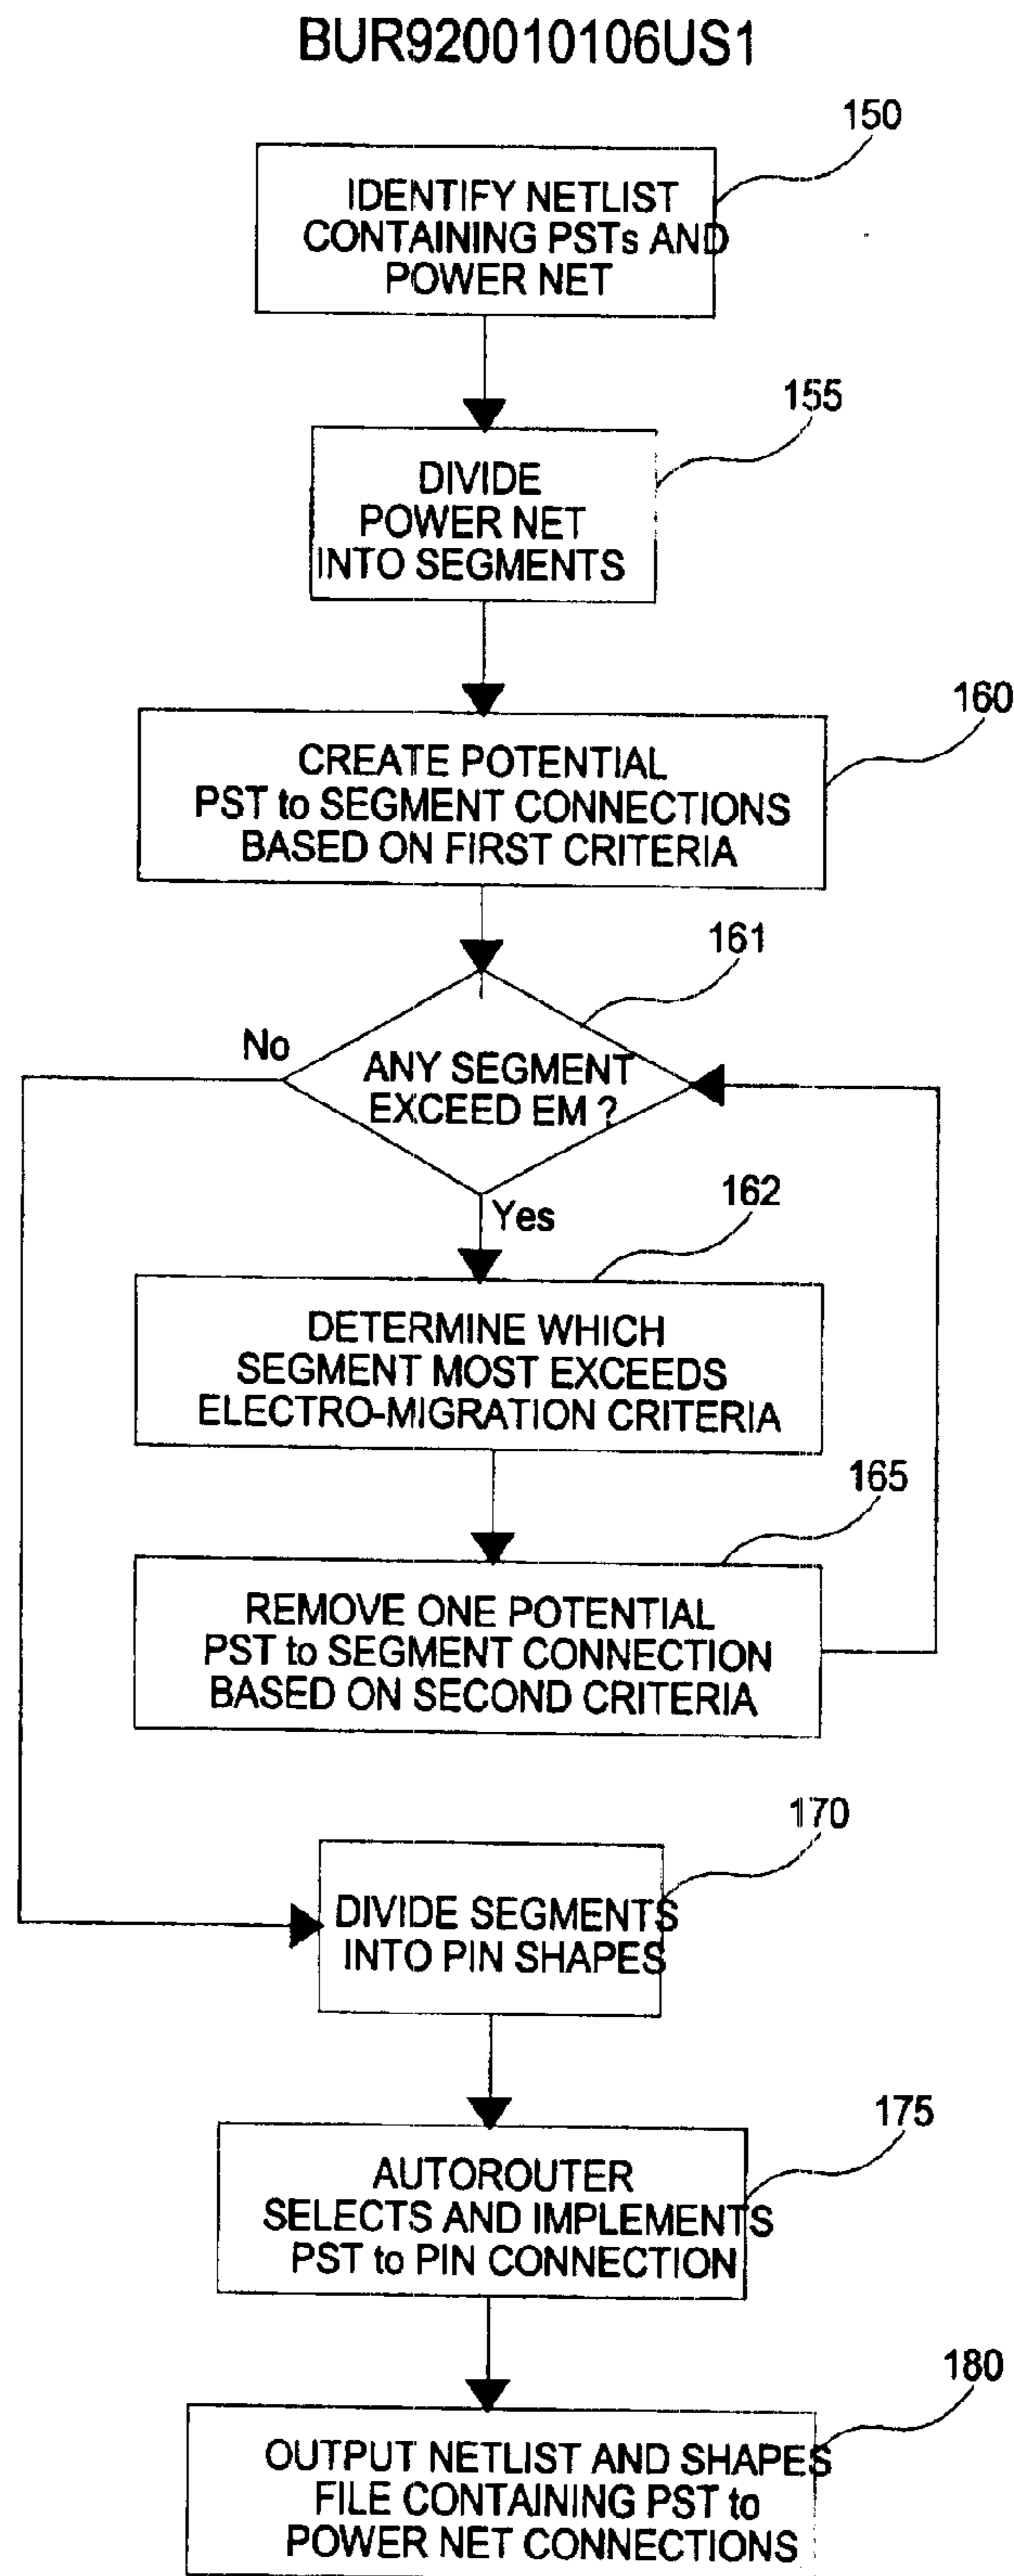 BUR920010106US1
150
IDENTIFY NETLIST
CONTAINING PSTs AND
POWER NET
155
DIVIDE
POWER NET
INTO SEGMENTS
160
CREATE POTENTIAL
PST to SEGMENT CONNECTIONS
BASED ON FIRST CRITERIA
161
No
ANY SEGMENT
EXCEED EM ?
Yes
162
DETERMINE WHICH
SEGMENT MOST EXCEEDS
ELECTRO-MIGRATION CRITERIA
165
REMOVE ONE POTENTIAL
PST to SEGMENT CONNECTION
BASED ON SECOND CRITERIA
170
DIVIDE SEGMENTS
INTO PIN SHAPES
175
AUTOROUTER
SELECTS AND IMPLEMENTS
PST to PIN CONNECTION
180
OUTPUT NETLIST AND SHAPES
FILE CONTAINING PST to
POWER NET CONNECTIONS